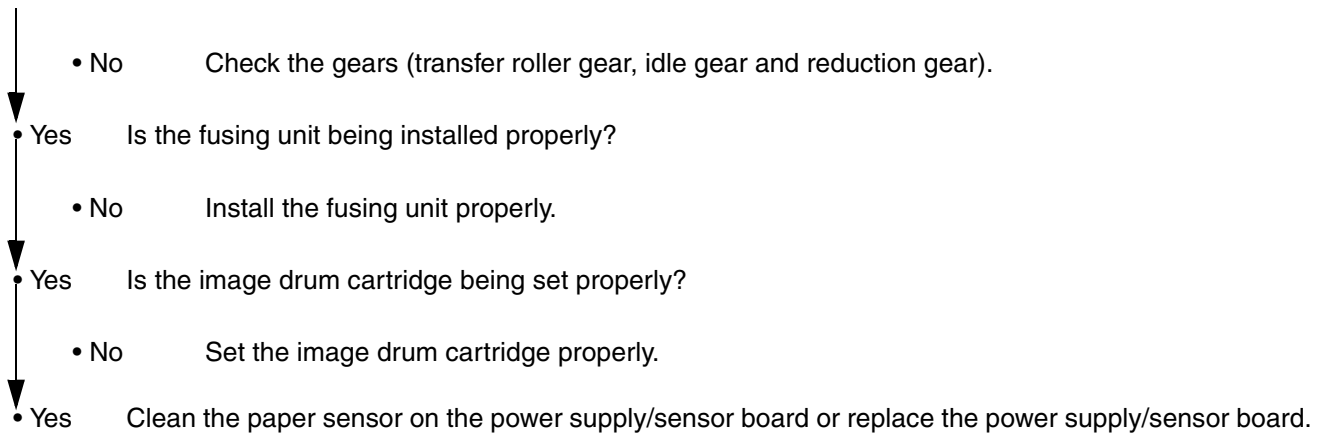 • No Check the gears (transfer roller gear, idle gear and reduction gear).
• Yes Is the fusing unit being installed properly?
• No Install the fusing unit properly.
• Yes Is the image drum cartridge being set properly?
• No Set the image drum cartridge properly.
• Yes Clean the paper sensor on the power supply/sensor board or replace the power supply/sensor board.